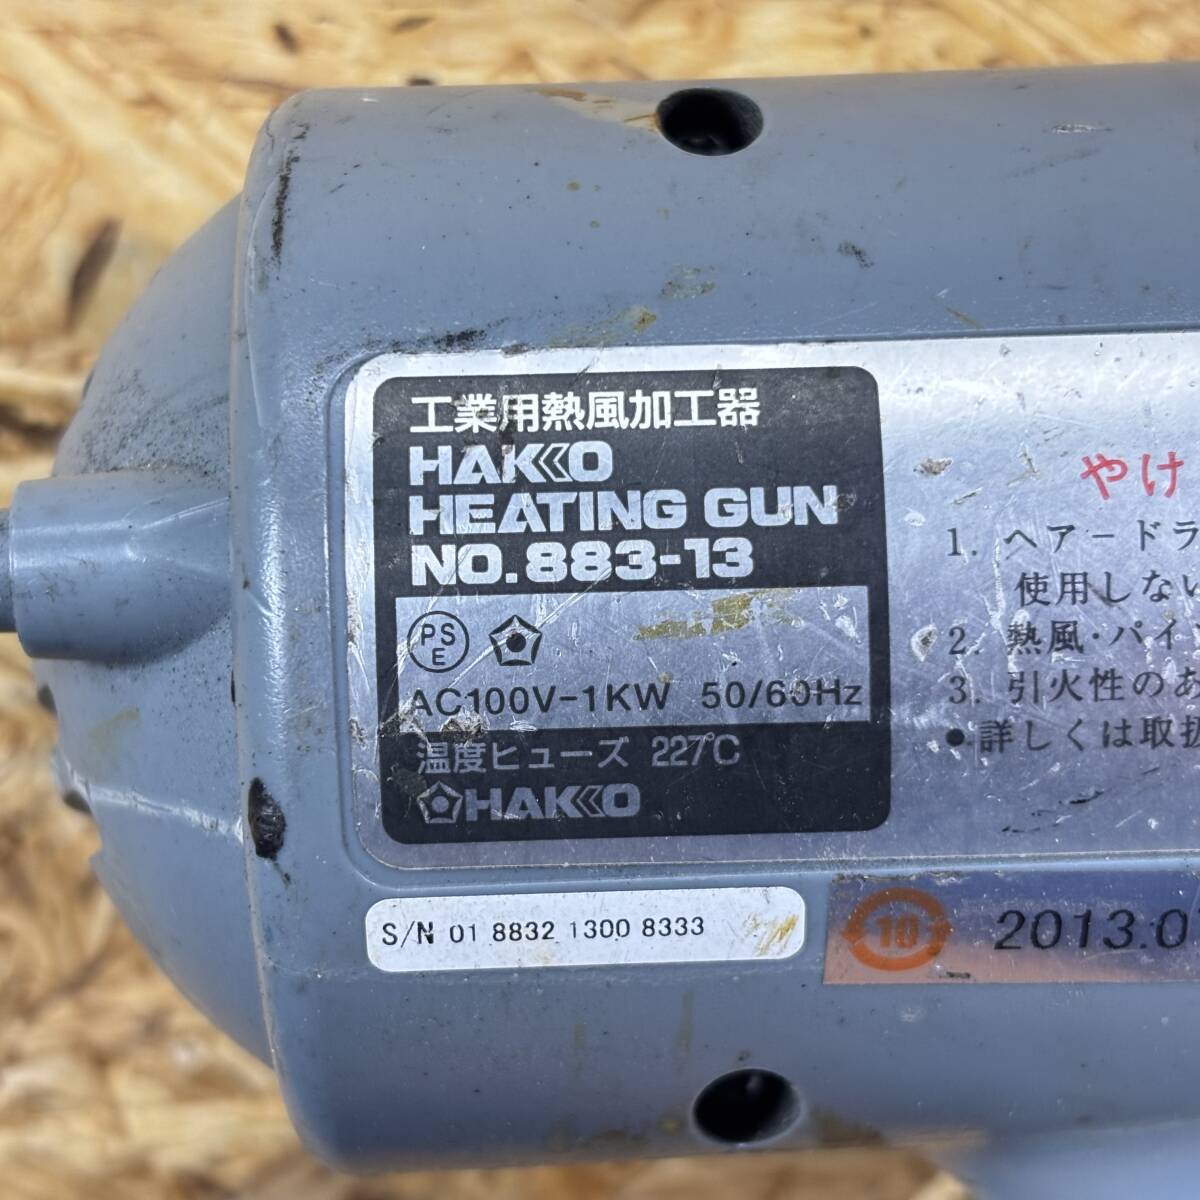 工業用熱風加工器
HAKKO
HEATING GUN
NO.883-13
PSE
AC100V-1KW 50/60Hz
温度ヒューズ 227℃
HAKKO
S/N 01 8832 1300 8333
やけ
1. ヘアードラ
使用しない
2. 熱風・パイ
3. 引火性のあ
●詳しくは取扱
10 2013.0